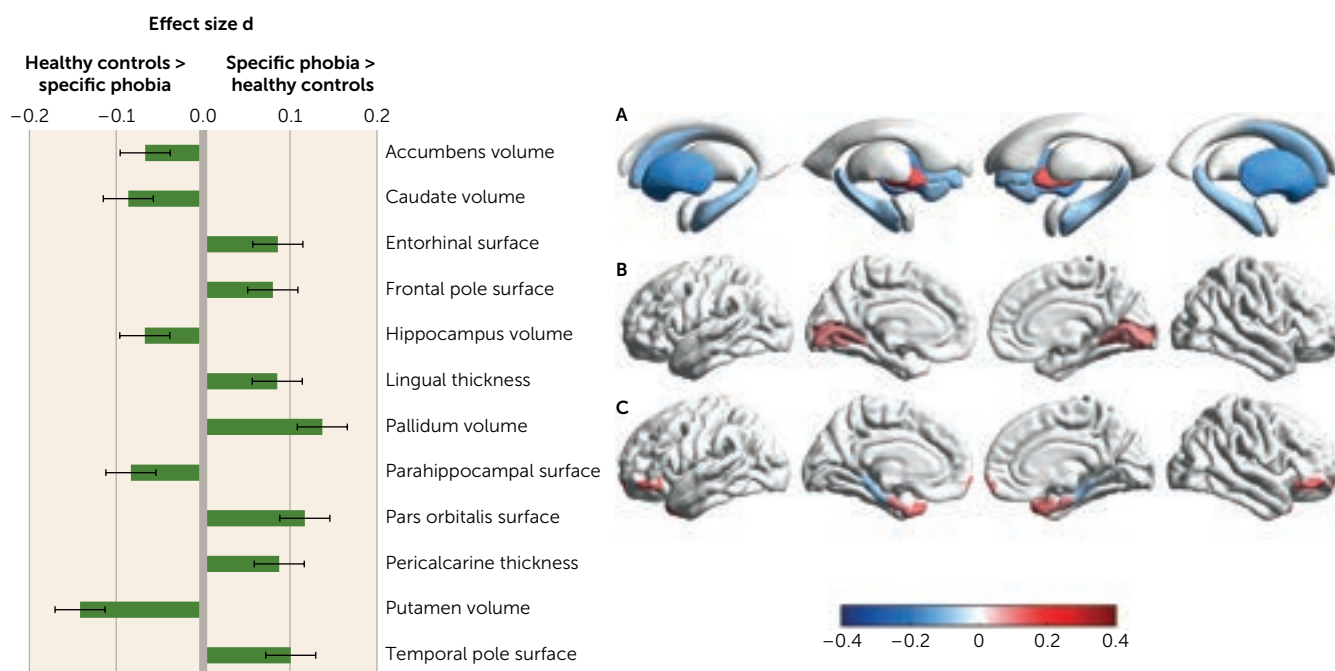 Effect size d
Healthy controls >
specific phobia
Specific phobia >
healthy controls
−0.2
−0.1
0.0
0.1
0.2
Accumbens volume
Caudate volume
Entorhinal surface
Frontal pole surface
Hippocampus volume
Lingual thickness
Pallidum volume
Parahippocampal surface
Pars orbitalis surface
Pericalcarine thickness
Putamen volume
Temporal pole surface
A
B
C
−0.4
−0.2
0
0.2
0.4